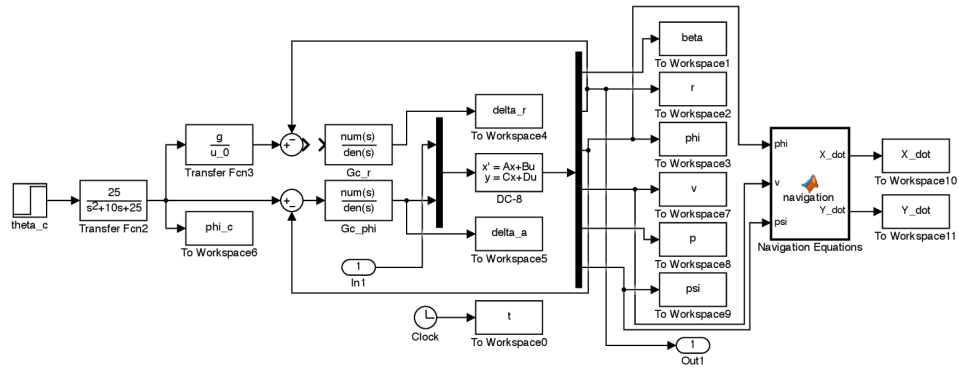 beta
To Workspace1
r
To Workspace2
delta_r
To Workspace4
g
u_0
Transfer Fcn3
num(s)
den(s)
Gc_r
phi
To Workspace3
phi
X_dot
X_dot
To Workspace10
x' = Ax+Bu
y = Cx+Du
DC-8
theta_c
25
s²+10s+25
Transfer Fcn2
num(s)
den(s)
Gc_phi
v
To Workspace7
v
navigation
psi
Y_dot
Navigation Equations
Y_dot
To Workspace11
phi_c
To Workspace6
delta_a
To Workspace5
p
To Workspace8
1
In1
psi
To Workspace9
Clock
t
To Workspace0
1
Out1